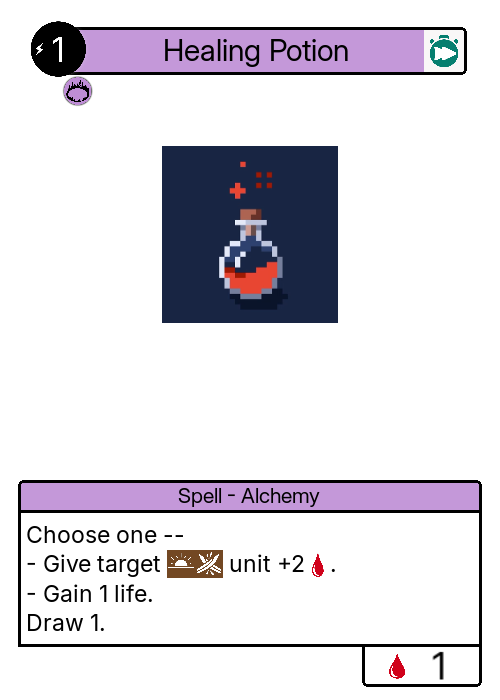 1 Healing Potion
Spell - Alchemy
Choose one --
- Give target unit +2 .
- Gain 1 life.
Draw 1.
1